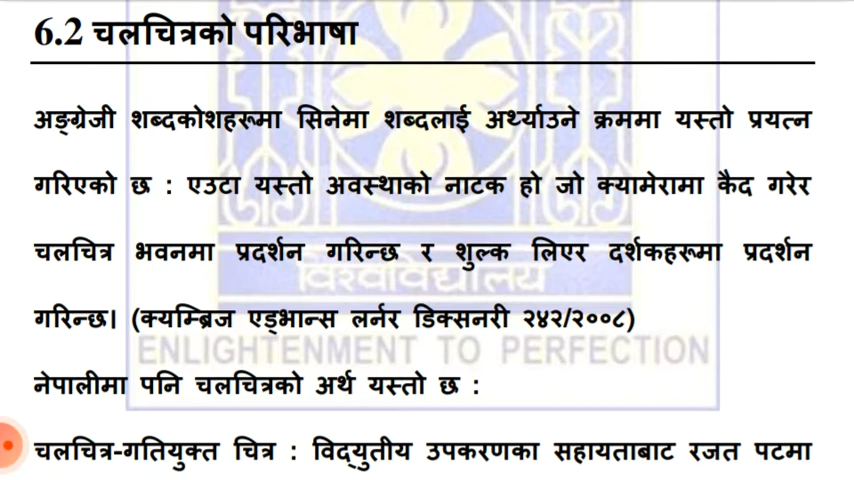 6.2 चलचित्रको परिभाषा
अङ्ग्रेजी शब्दकोशहरूमा सिनेमा शब्दलाई अर्थ्याउने क्रममा यस्तो प्रयत्न
गरिएको छ : एउटा यस्तो अवस्थाको नाटक हो जो क्यामेरामा कैद गरेर
चलचित्र भवनमा प्रदर्शन गरिन्छ र शुल्क लिएर दर्शकहरूमा प्रदर्शन
विश्वविद्यालय
गरिन्छ। (क्यम्ब्रिज एड्भान्स लर्नर डिक्सनरी २४२/२००८)
ENLIGHTENMENT TO PERFECTION
नेपालीमा पनि चलचित्रको अर्थ यस्तो छ :
चलचित्र-गतियुक्त चित्र : विद्‌युतीय उपकरणका सहायताबाट रजत पटमा